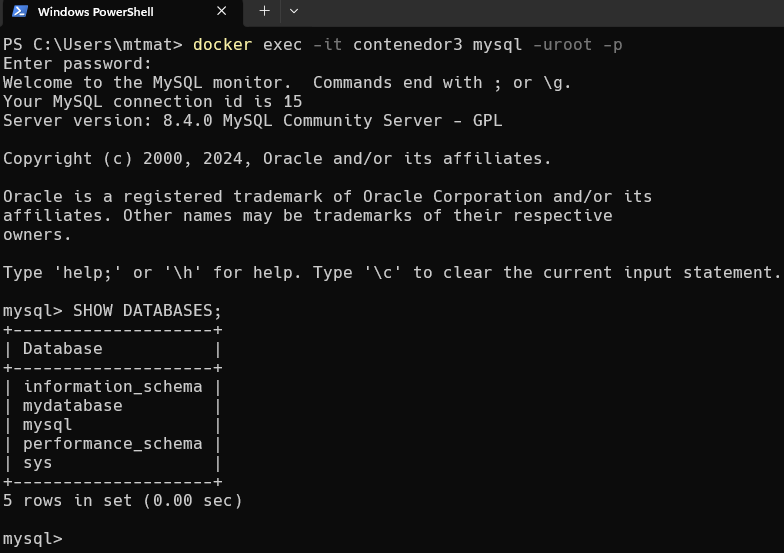 Windows PowerShell
PS C:\Users\mtmat> docker exec -it contenedor3 mysql -uroot -p
Enter password:
Welcome to the MySQL monitor.  Commands end with ; or \g.
Your MySQL connection id is 15
Server version: 8.4.0 MySQL Community Server - GPL
Copyright (c) 2000, 2024, Oracle and/or its affiliates.
Oracle is a registered trademark of Oracle Corporation and/or its
affiliates. Other names may be trademarks of their respective
owners.
Type 'help;' or '\h' for help. Type '\c' to clear the current input statement.
mysql> SHOW DATABASES;
+--------------------+
| Database           |
+--------------------+
| information_schema |
| mydatabase         |
| mysql              |
| performance_schema |
| sys                |
+--------------------+
5 rows in set (0.00 sec)
mysql>